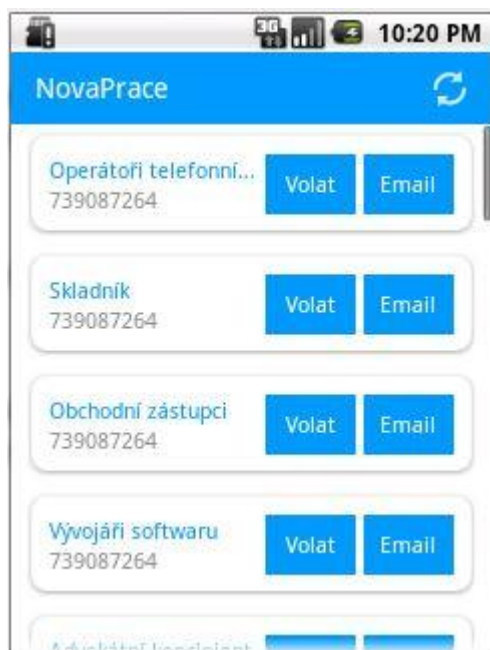 3G
10:20 PM
NovaPrace
Operátoři telefonní...
739087264
Volat
Email
Skladník
739087264
Volat
Email
Obchodní zástupci
739087264
Volat
Email
Vývojáři softwaru
739087264
Volat
Email